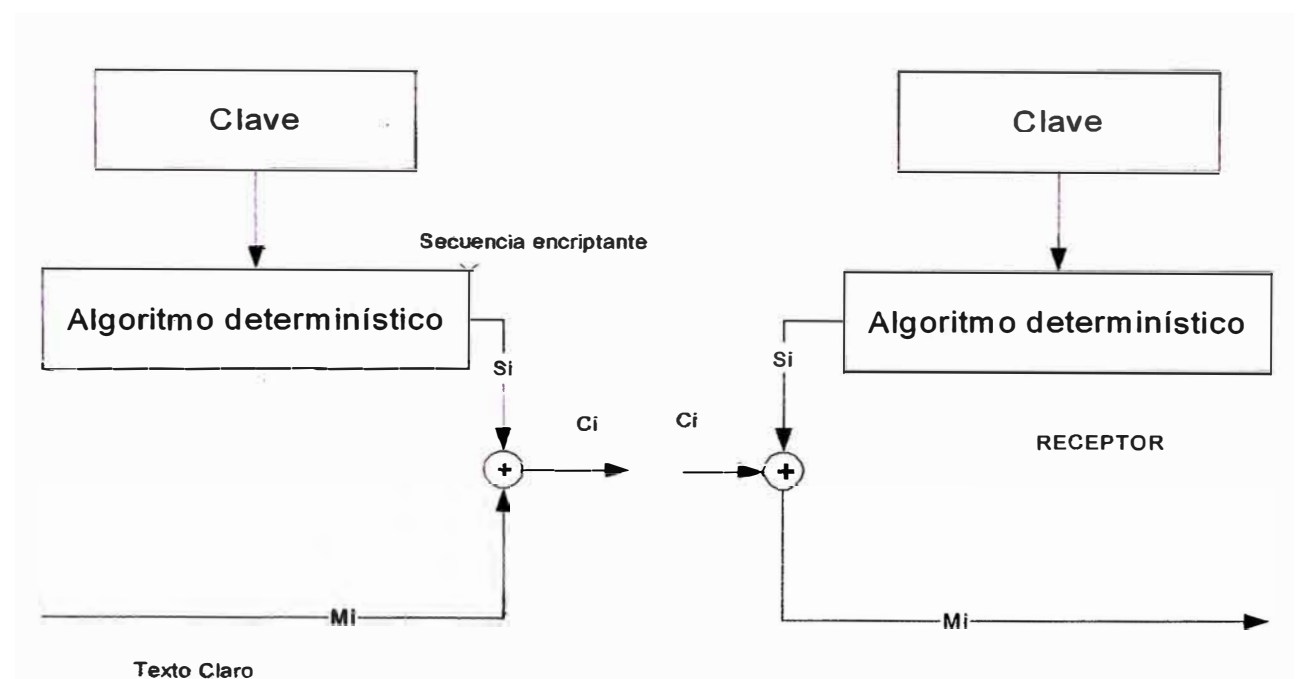 Clave
Clave
Secuencia encriptante
Algoritmo determinístico
Algoritmo determinístico
Si
Si
Ci
Ci
RECEPTOR
+
+
Mi
Mi
Texto Claro